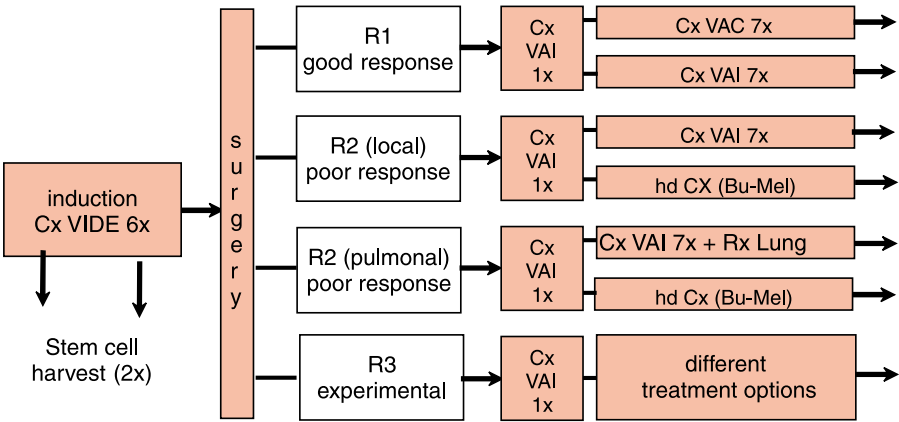 induction
Cx VIDE 6x
Stem cell
harvest (2x)
surgery
R1
good response
Cx
VAI
1x
Cx VAC 7x
Cx VAI 7x
R2 (local)
poor response
Cx
VAI
1x
Cx VAI 7x
hd CX (Bu-Mel)
R2 (pulmonal)
poor response
Cx
VAI
1x
Cx VAI 7x + Rx Lung
hd Cx (Bu-Mel)
R3
experimental
Cx
VAI
1x
different
treatment options